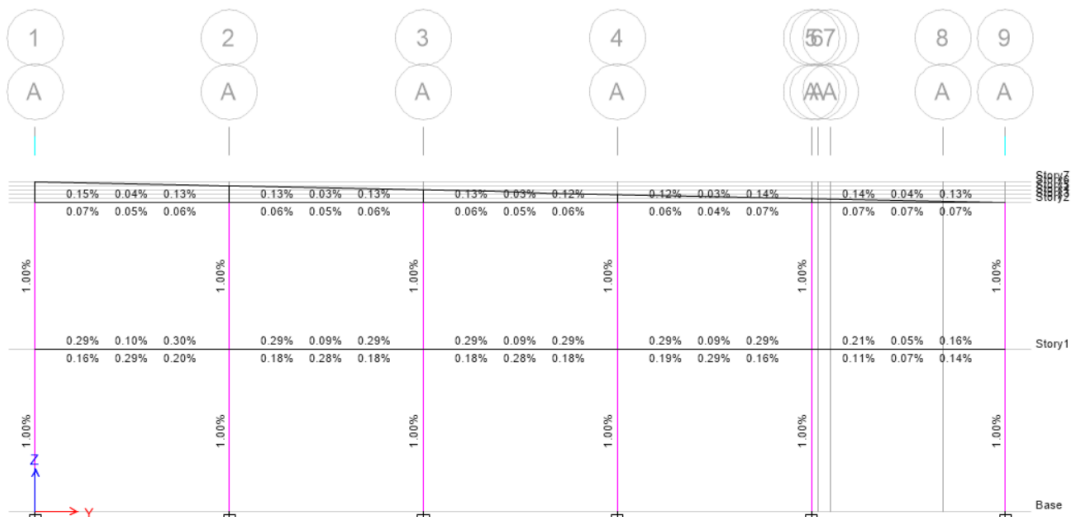 1 2 3 4 5 6 7 8 9
A A A A A A A A A
Story7
Story2
0.15% 0.04% 0.13% 0.13% 0.03% 0.13% 0.13% 0.03% 0.12% 0.12% 0.03% 0.14% 0.14% 0.04% 0.13%
0.07% 0.05% 0.06% 0.06% 0.05% 0.06% 0.06% 0.05% 0.06% 0.06% 0.04% 0.07% 0.07% 0.07% 0.07%
1.00% 1.00% 1.00% 1.00% 1.00% 1.00%
0.29% 0.10% 0.30% 0.29% 0.09% 0.29% 0.29% 0.09% 0.29% 0.29% 0.09% 0.29% 0.21% 0.05% 0.16%
Story1
0.16% 0.29% 0.20% 0.18% 0.28% 0.18% 0.18% 0.28% 0.18% 0.19% 0.29% 0.16% 0.11% 0.07% 0.14%
1.00% 1.00% 1.00% 1.00% 1.00% 1.00%
Z
Base
Y